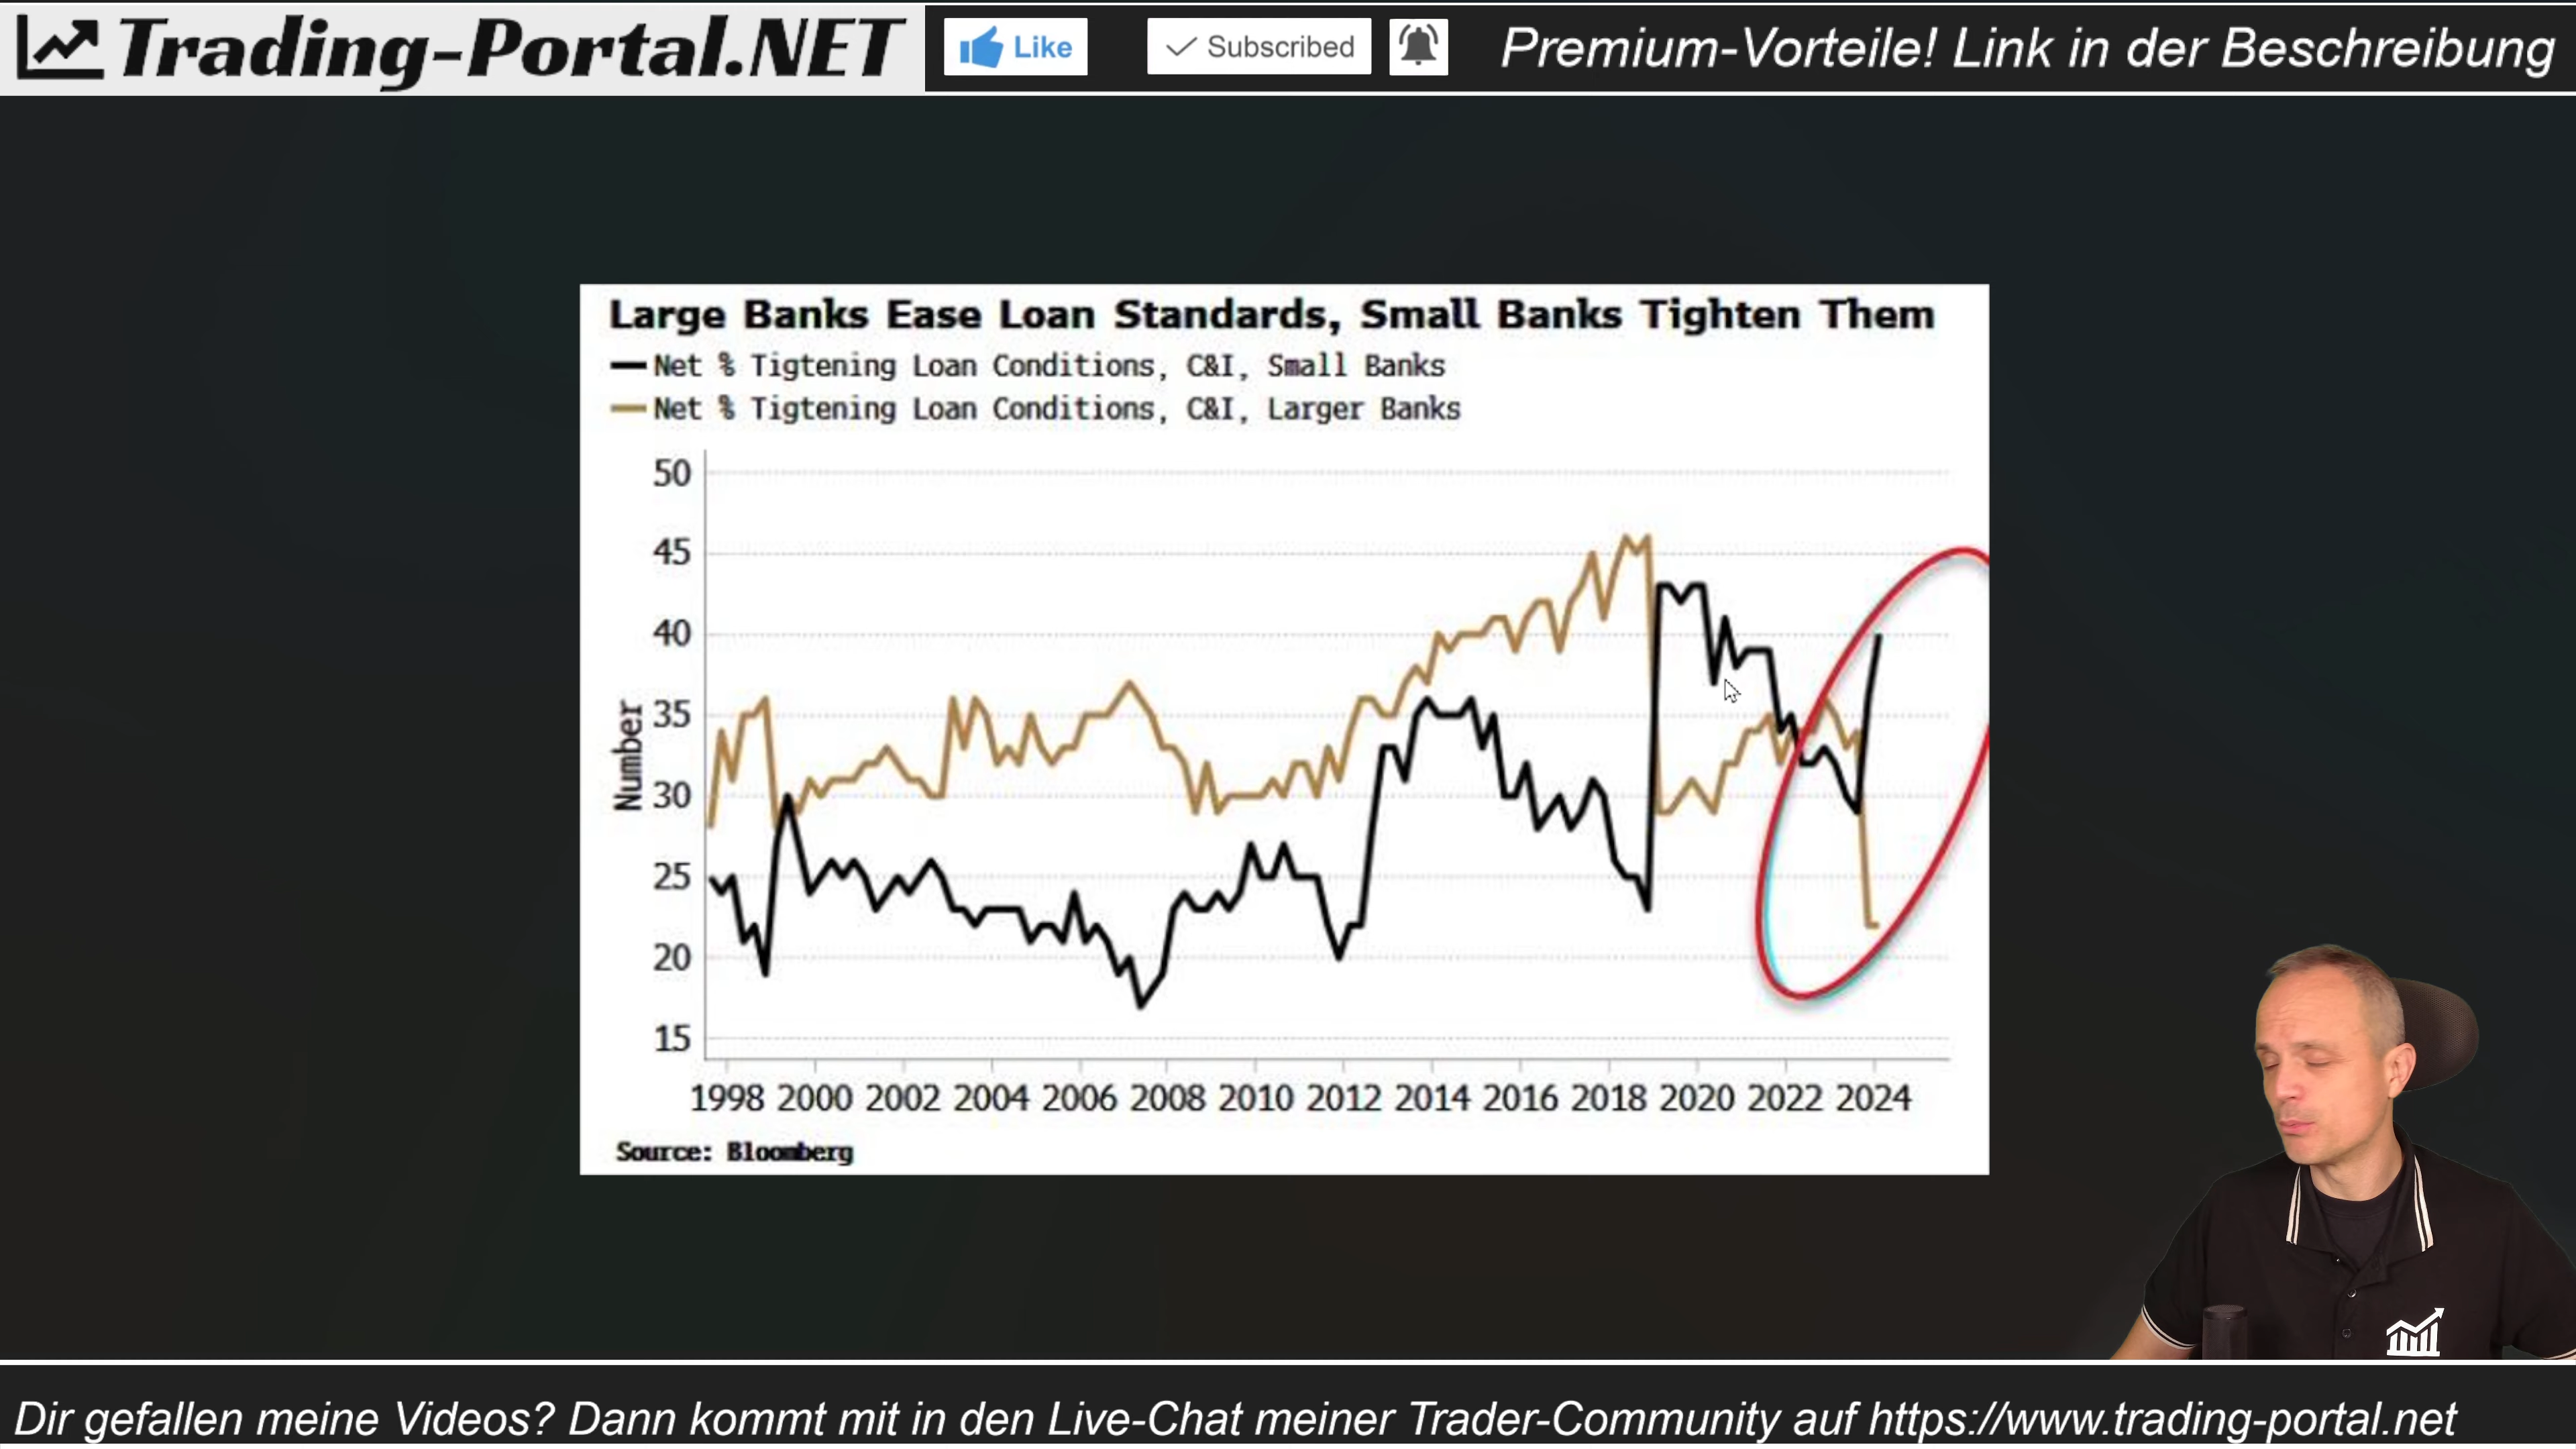 Trading-Portal.NET
Like
Subscribed
Premium-Vorteile! Link in der Beschreibung
Large Banks Ease Loan Standards, Small Banks Tighten Them
Net % Tigtening Loan Conditions, C&I, Small Banks
Net % Tigtening Loan Conditions, C&I, Larger Banks
50
45
40
35
30
25
20
15
Number
1998 2000 2002 2004 2006 2008 2010 2012 2014 2016 2018 2020 2022 2024
Source: Bloomberg
Dir gefallen meine Videos? Dann kommt mit in den Live-Chat meiner Trader-Community auf https://www.trading-portal.net